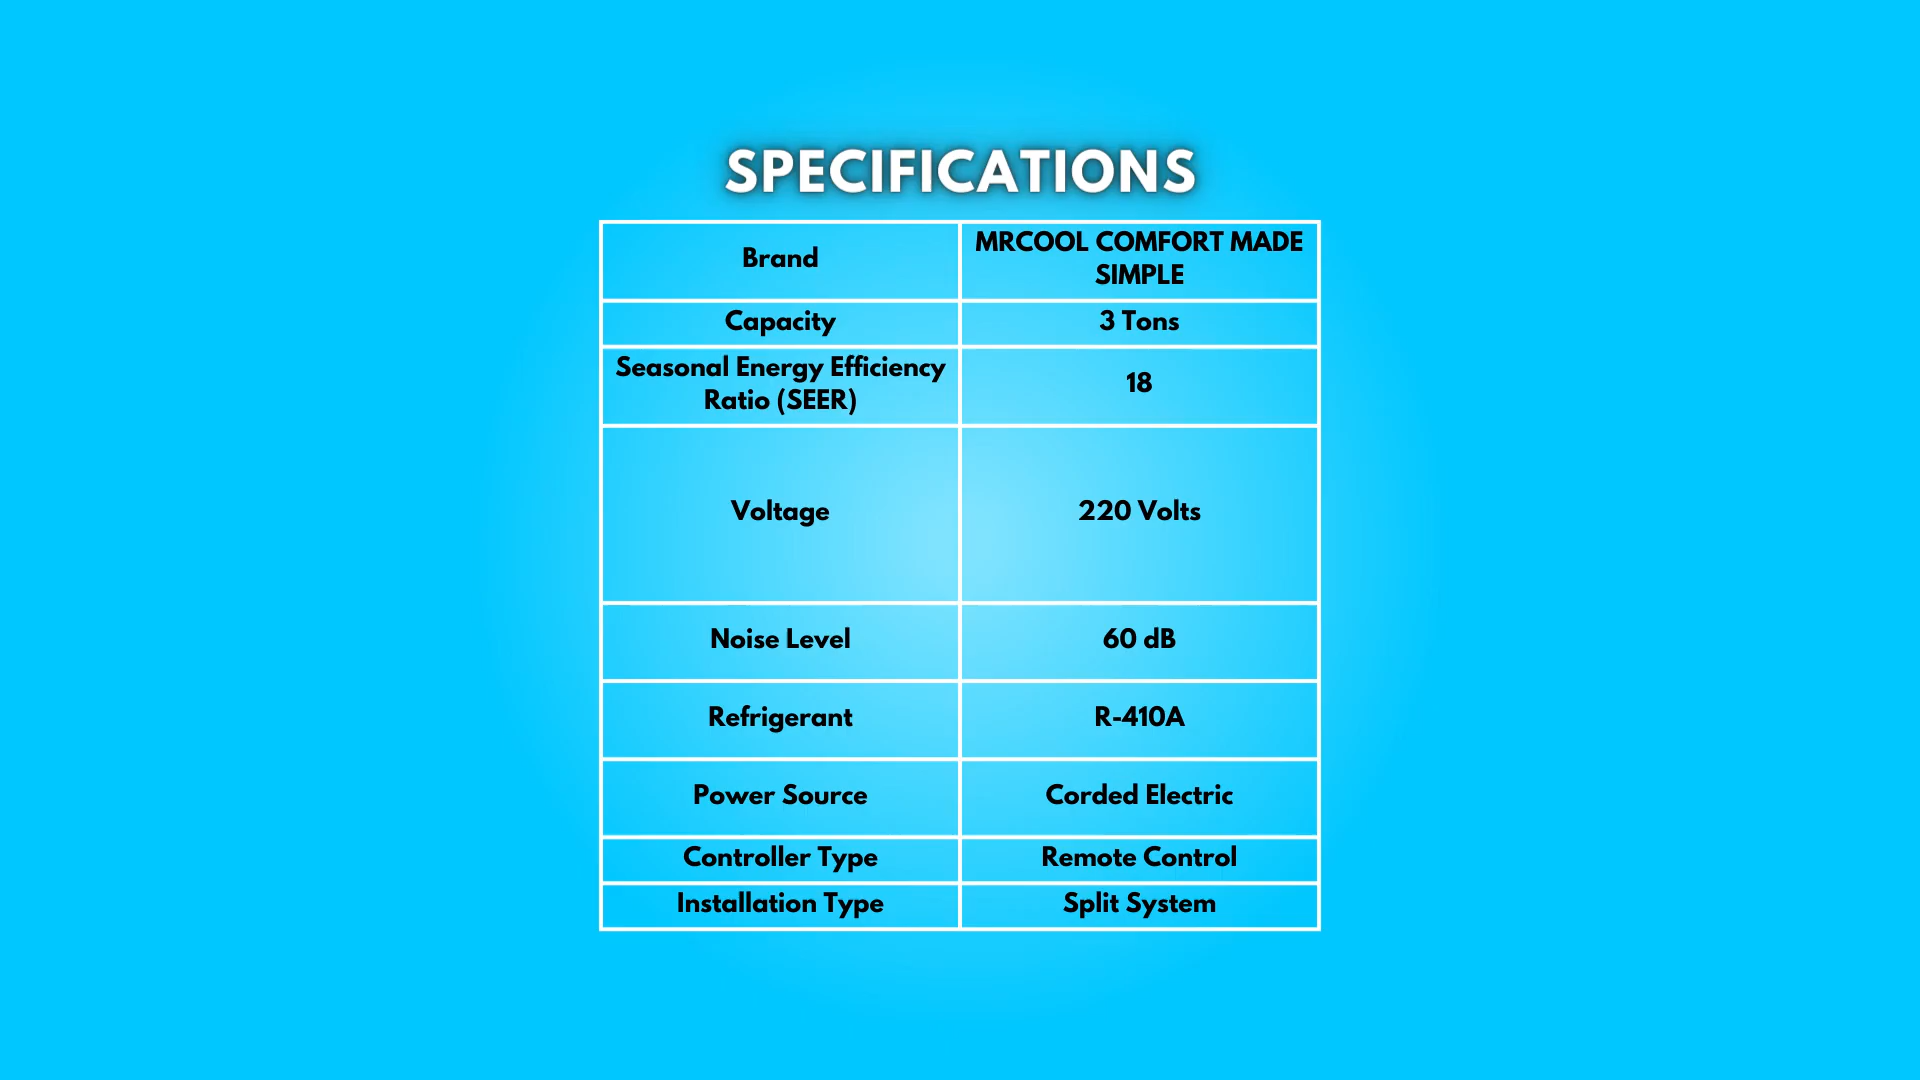 SPECIFICATIONS
Brand
MRCOOL COMFORT MADE
SIMPLE
Capacity
3 Tons
Seasonal Energy Efficiency
Ratio (SEER)
18
Voltage
220 Volts
Noise Level
60 dB
Refrigerant
R-410A
Power Source
Corded Electric
Controller Type
Remote Control
Installation Type
Split System